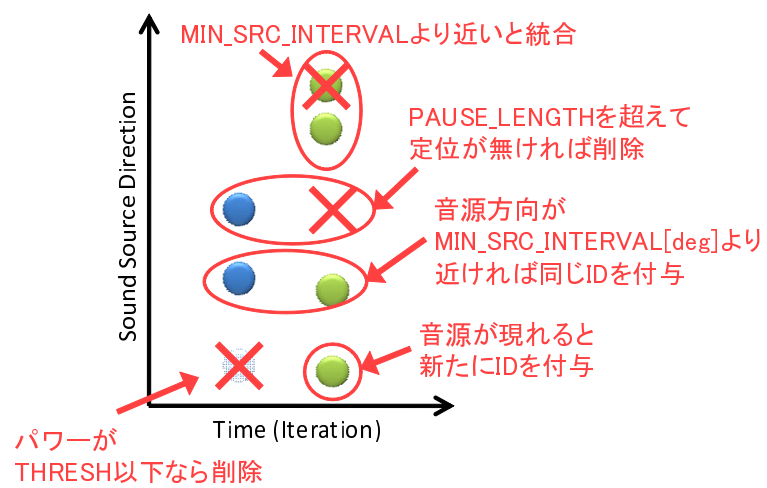 MIN_SRC_INTERVALより近いと統合
PAUSE_LENGTHを超えて
定位が無ければ削除
音源方向が
MIN_SRC_INTERVAL[deg]より
近ければ同じIDを付与
音源が現れると
新たにIDを付与
Sound Source Direction
Time (Iteration)
パワーが
THRESH以下なら削除